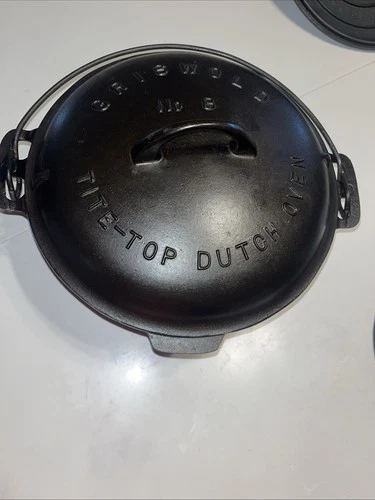 GRISWOLD
No 8
TITE-TOP DUTCH OVEN